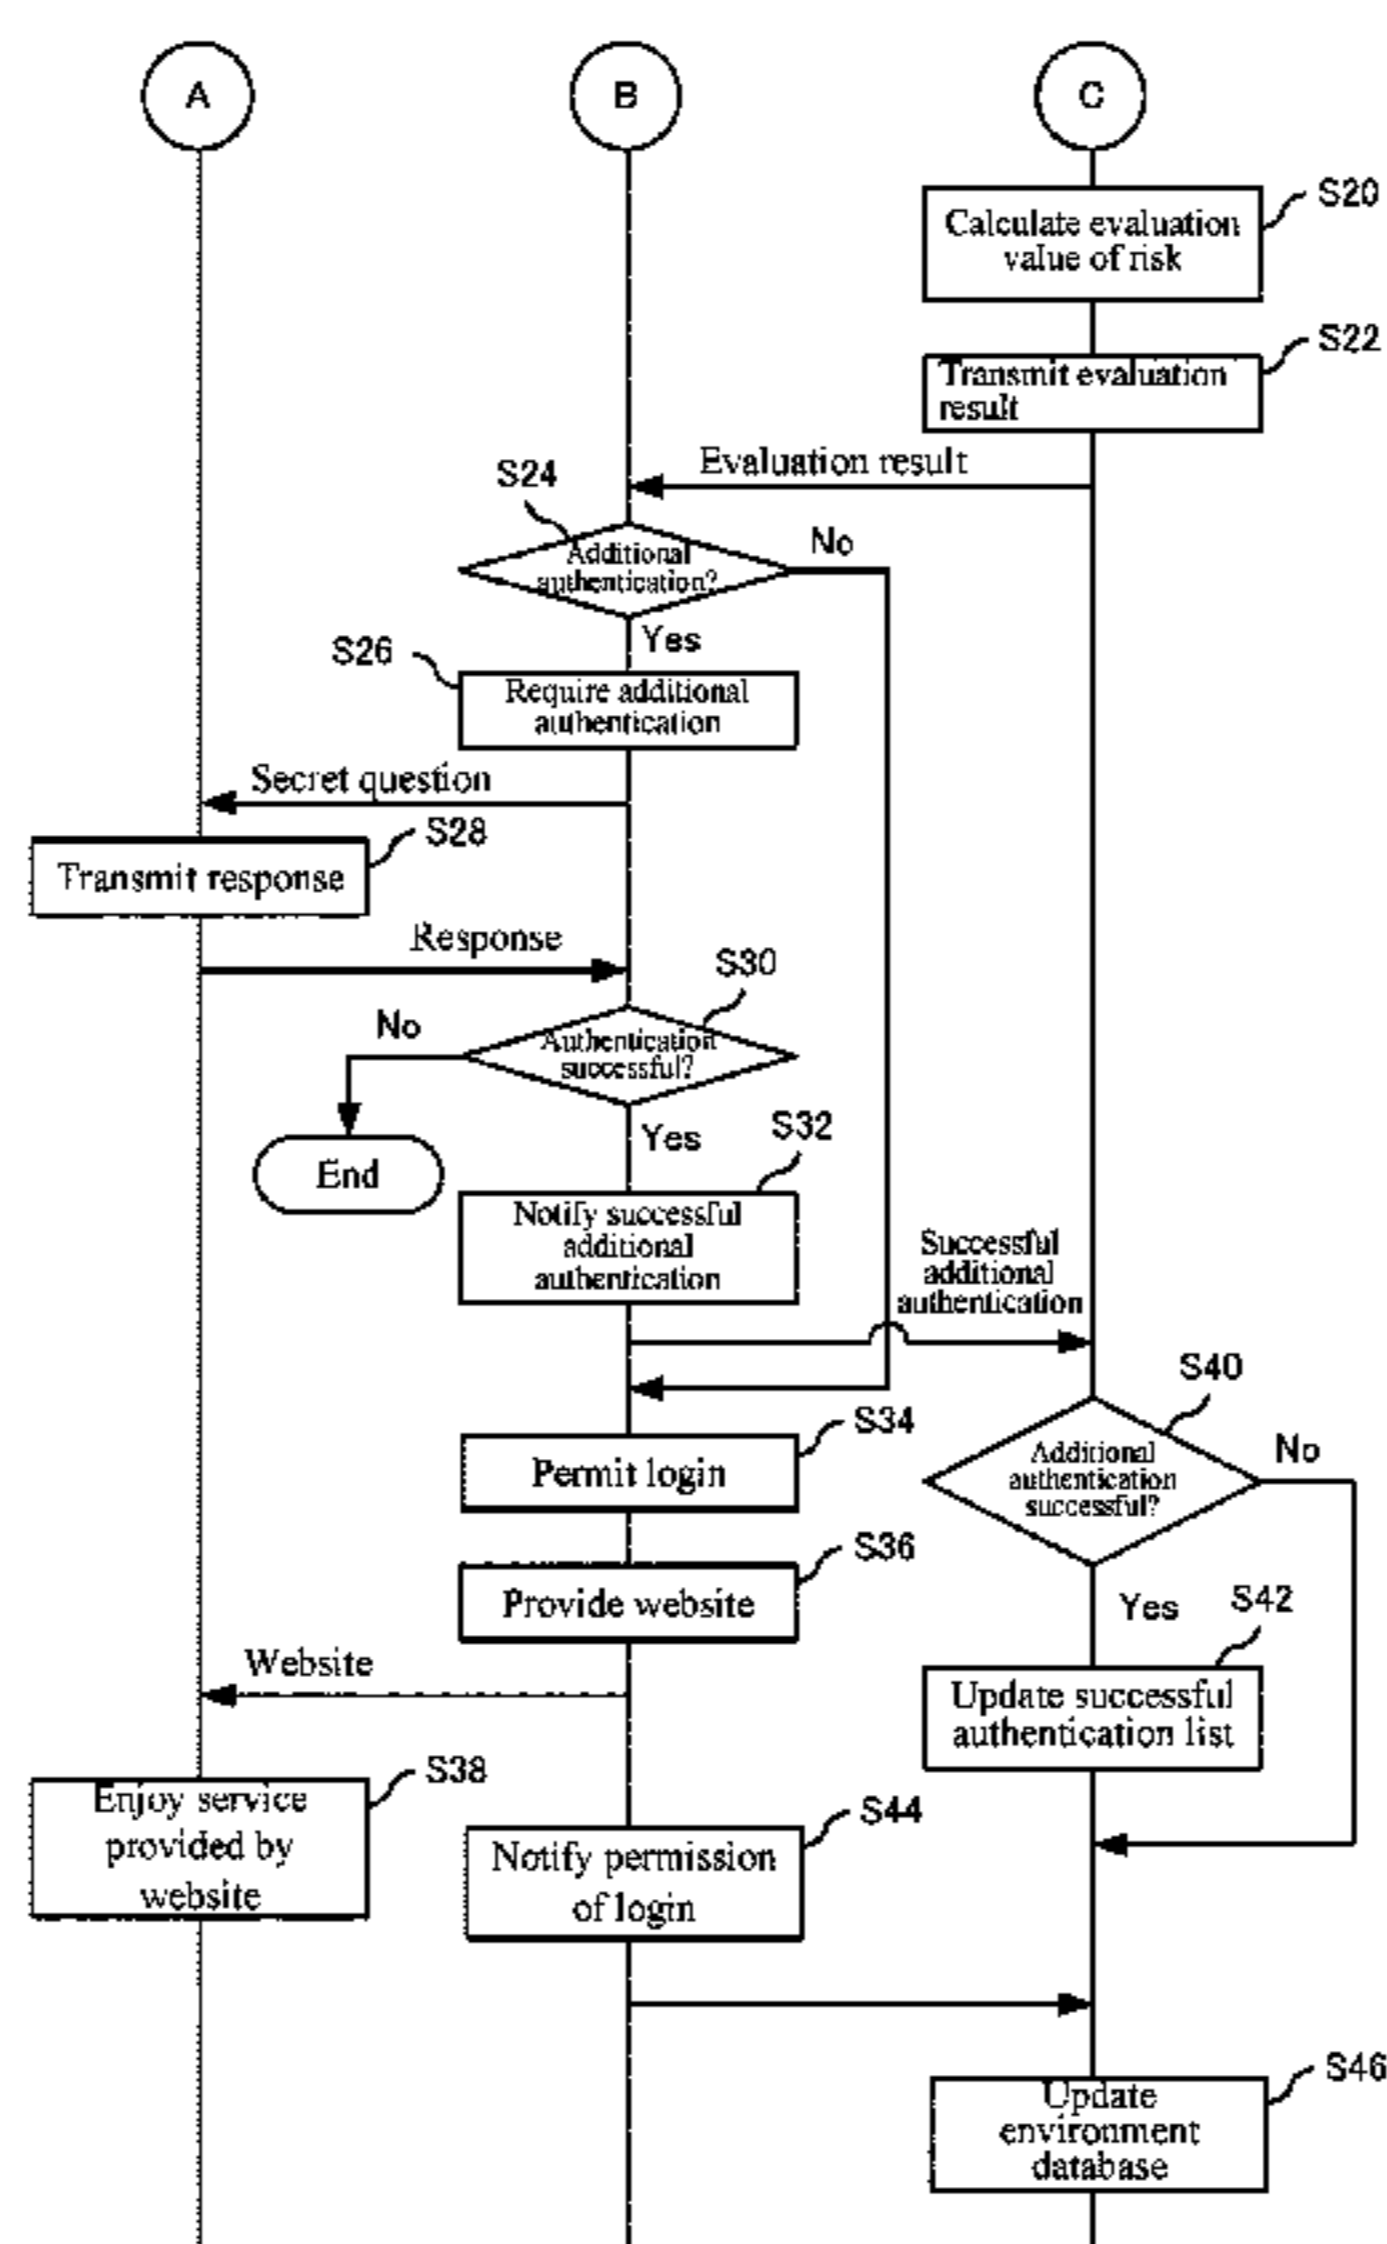 A
B
C
S20
Calculate evaluation
value of risk
S22
Transmit evaluation
result
Evaluation result
S24
Additional
authentication?
No
Yes
S26
Require additional
authentication
Secret question
S28
Transmit response
Response
S30
Authentication
successful?
No
End
Yes
S32
Notify successful
additional
authentication
Successful
additional
authentication
S34
Permit login
S40
Additional
authentication
successful?
No
Yes
S36
Provide website
S42
Update successful
authentication list
Website
S38
Enjoy service
provided by
website
S44
Notify permission
of login
S46
Update
environment
database